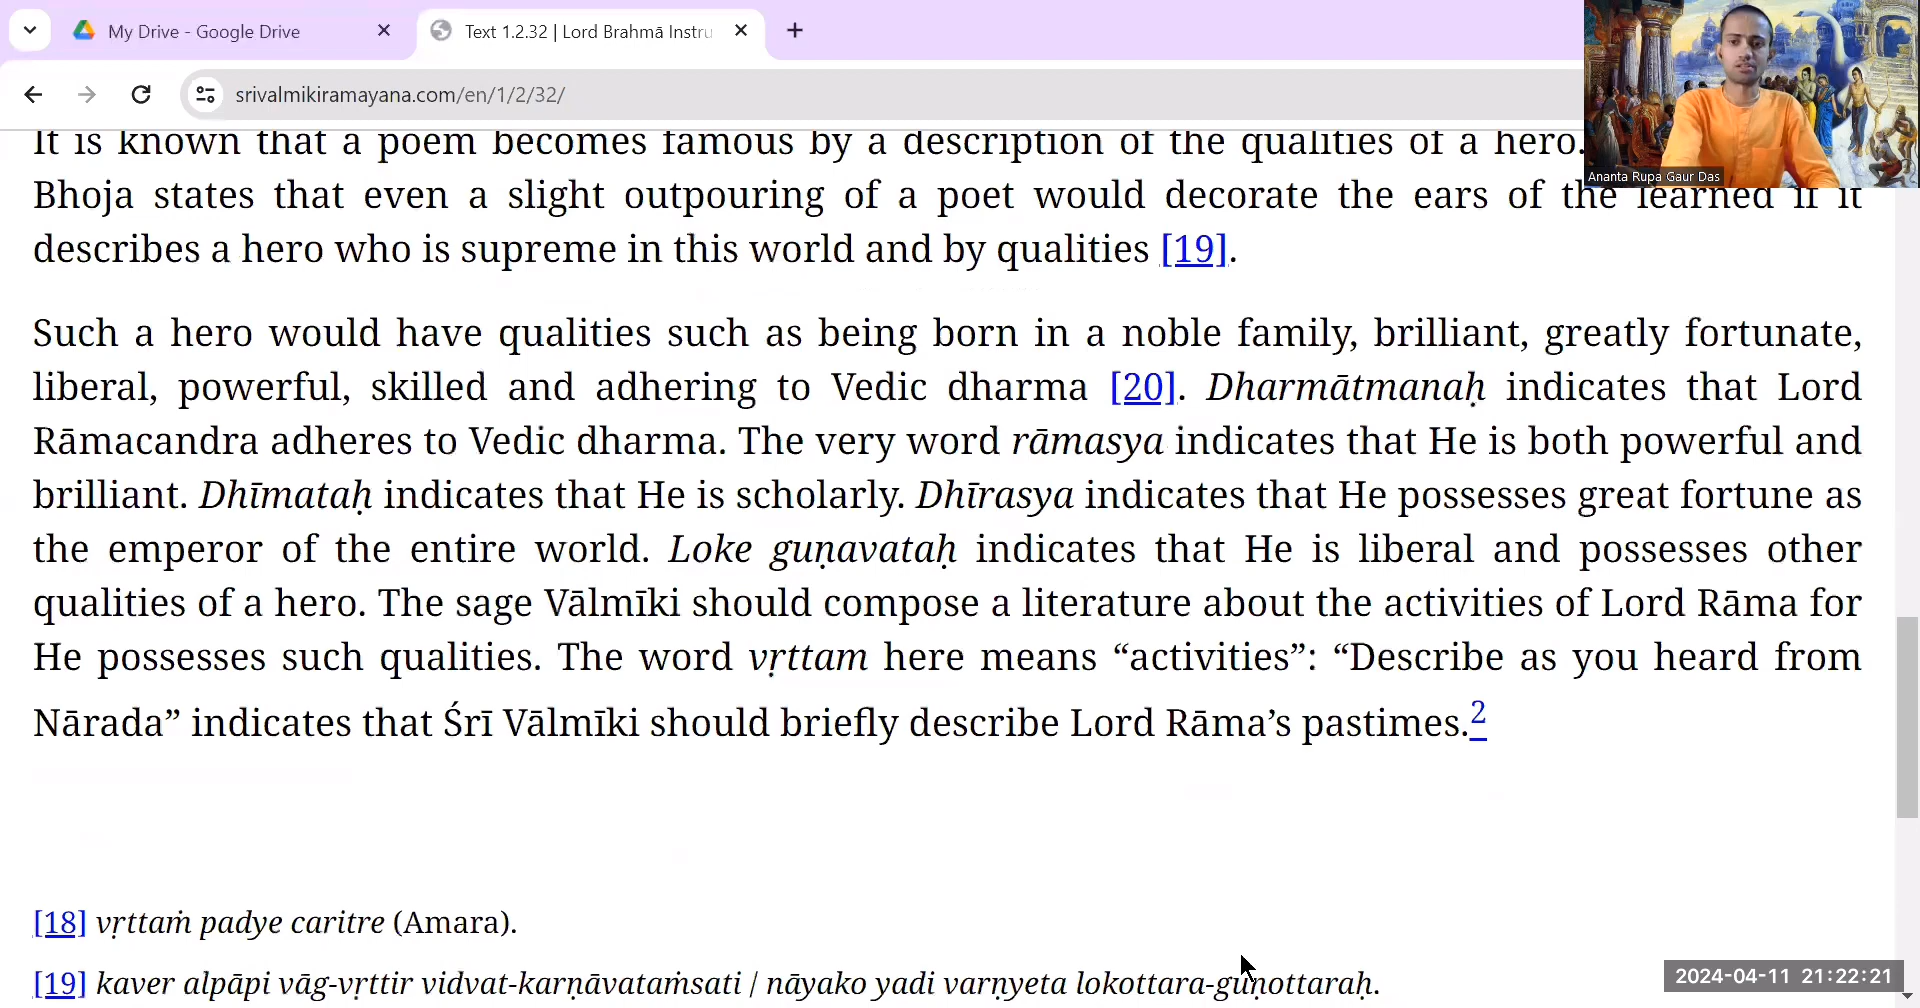 My Drive - Google Drive
Text 1.2.32 | Lord Brahmā Instru
srivalmikiramayana.com/en/1/2/32/
Ananta Rupa Gaur Das
It is known that a poem becomes famous by a description of the qualities of a hero.
Bhoja states that even a slight outpouring of a poet would decorate the ears of the learned if it
describes a hero who is supreme in this world and by qualities [19].
Such a hero would have qualities such as being born in a noble family, brilliant, greatly fortunate,
liberal, powerful, skilled and adhering to Vedic dharma [20]. Dharmātmanaḥ indicates that Lord
Rāmacandra adheres to Vedic dharma. The very word rāmasya indicates that He is both powerful and
brilliant. Dhīmataḥ indicates that He is scholarly. Dhīrasya indicates that He possesses great fortune as
the emperor of the entire world. Loke guṇavataḥ indicates that He is liberal and possesses other
qualities of a hero. The sage Vālmīki should compose a literature about the activities of Lord Rāma for
He possesses such qualities. The word vṛttam here means “activities”: “Describe as you heard from
Nārada” indicates that Śrī Vālmīki should briefly describe Lord Rāma’s pastimes.2
[18] vṛttaṁ padye caritre (Amara).
[19] kaver alpāpi vāg-vṛttir vidvat-karṇāvataṁsati / nāyako yadi varṇyeta lokottara-guṇottaraḥ.
2024-04-11 21:22:21